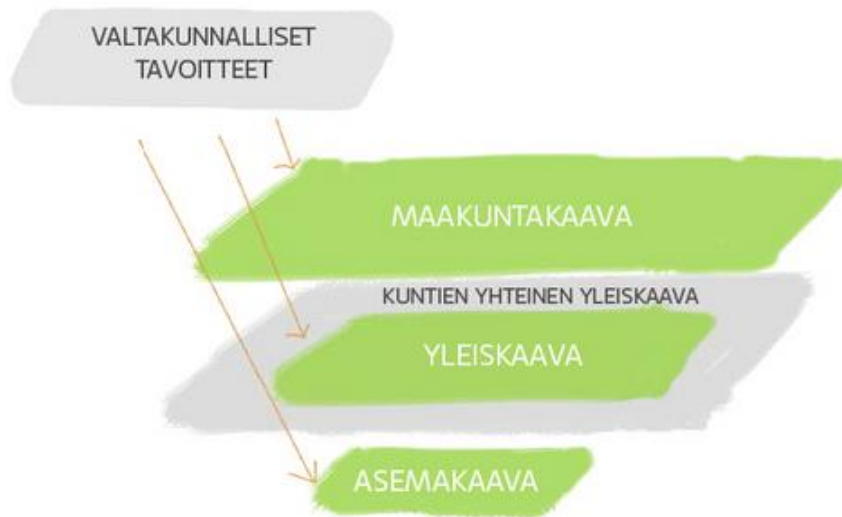 VALTAKUNNALLISET
TAVOITTEET
MAAKUNTAKAAVA
KUNTIEN YHTEINEN YLEISKAAVA
YLEISKAAVA
ASEMAKAAVA